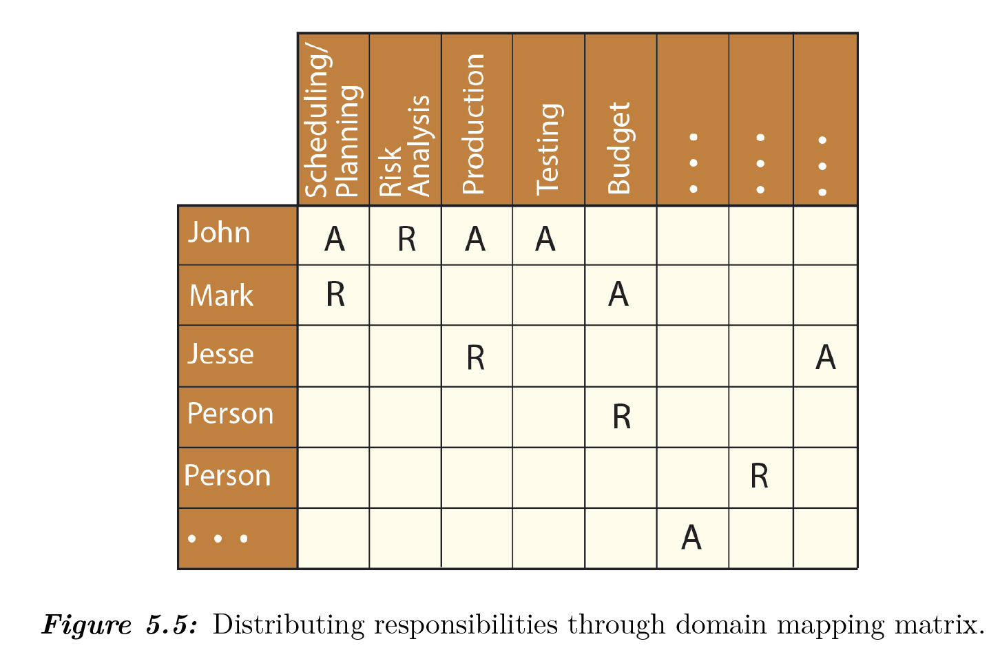 Scheduling/
Planning
Risk
Analysis
Production
Testing
Budget
John A R A A
Mark R A
Jesse R A
Person R
Person R
• • • A
Figure 5.5: Distributing responsibilities through domain mapping matrix.